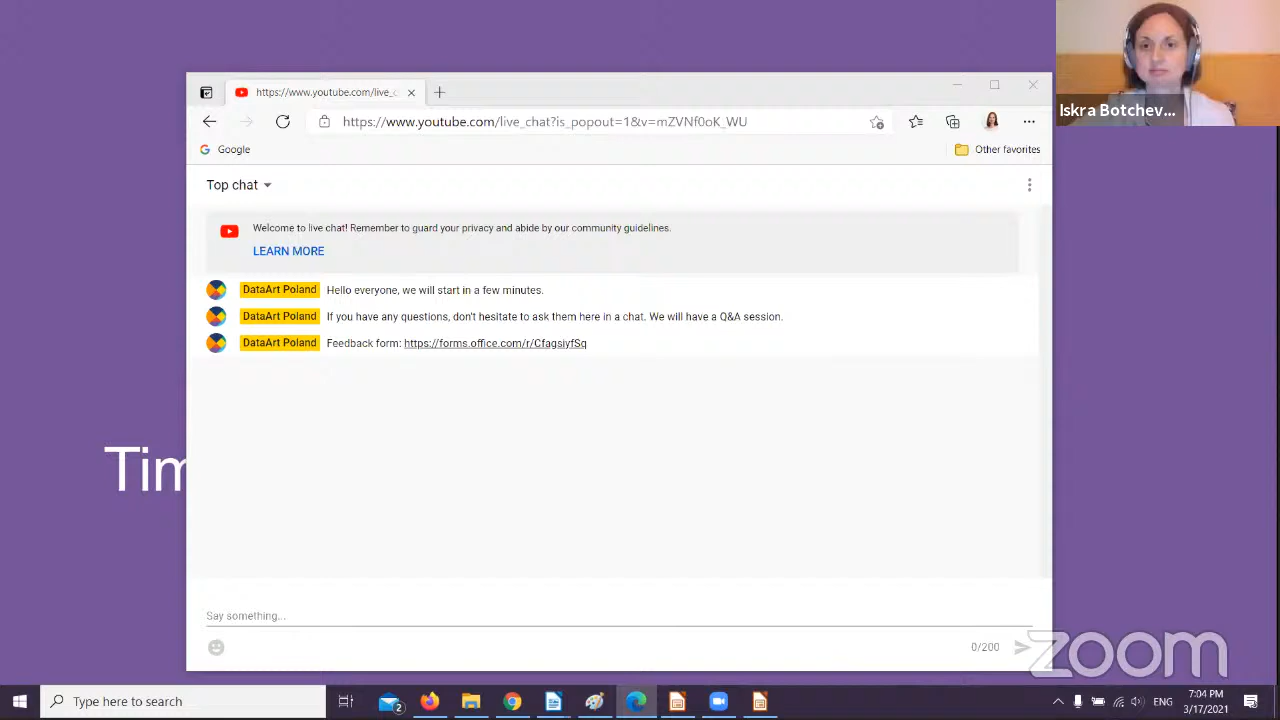 https://www.youtube.com/live_c
https://www.youtube.com/live_chat?is_popout=1&v=mZVNf0oK_WU
Iskra Botchev...
Google
Other favorites
Top chat
Welcome to live chat! Remember to guard your privacy and abide by our community guidelines.
LEARN MORE
DataArt Poland Hello everyone, we will start in a few minutes.
DataArt Poland If you have any questions, don't hesitate to ask them here in a chat. We will have a Q&A session.
DataArt Poland Feedback form: https://forms.office.com/r/CfagsiyfSq
Tim
Say something...
0/200
zoom
Type here to search
2
ENG
7:04 PM
3/17/2021